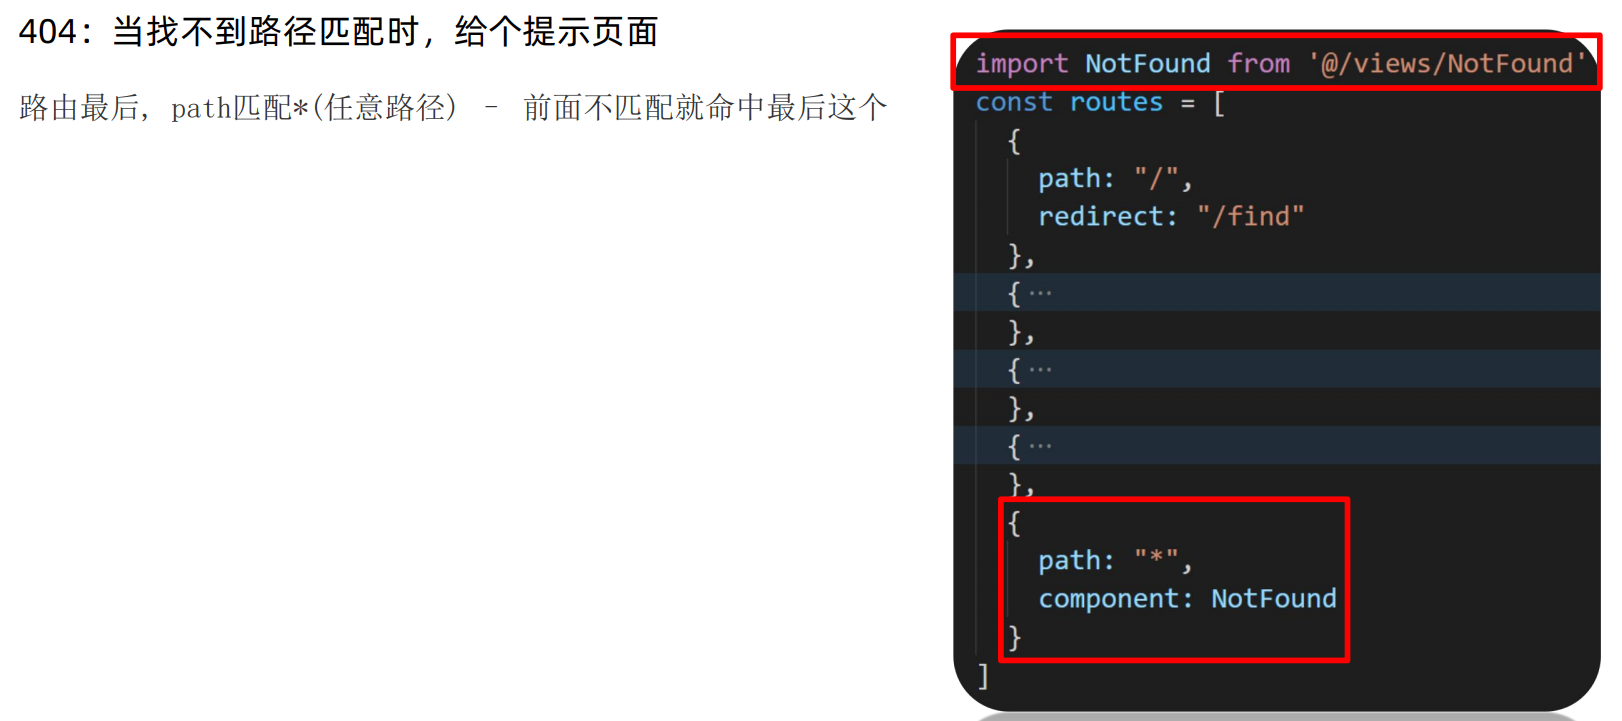 404：当找不到路径匹配时，给个提示页面
路由最后, path匹配*(任意路径) – 前面不匹配就命中最后这个
import NotFound from '@/views/NotFound'
const routes = [
{
path: "/",
redirect: "/find"
},
{···
},
{···
},
{···
},
{
path: "*",
component: NotFound
}
]